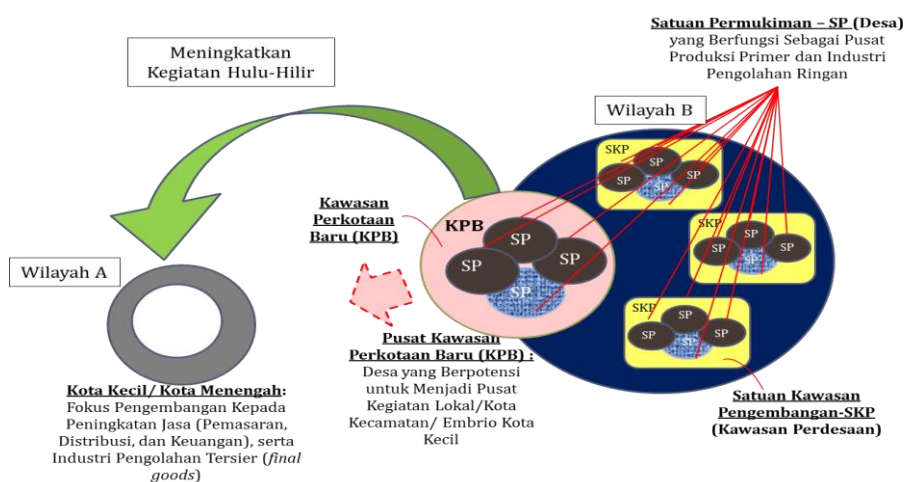 Meningkatkan
Kegiatan Hulu-Hilir
Satuan Permukiman – SP (Desa)
yang Berfungsi Sebagai Pusat
Produksi Primer dan Industri
Pengolahan Ringan
Wilayah B
SKP
SP
SP
SP
SP
SKP
SP
SP
SP
SP
SKP
SP
SP
SP
SP
Kawasan
Perkotaan
Baru (KPB)
KPB
SP
SP
SP
SP
Wilayah A
Kota Kecil/ Kota Menengah:
Fokus Pengembangan Kepada
Peningkatan Jasa (Pemasaran,
Distribusi, dan Keuangan), serta
Industri Pengolahan Tersier (final
goods)
Pusat Kawasan
Perkotaan Baru (KPB) :
Desa yang Berpotensi
untuk Menjadi Pusat
Kegiatan Lokal/Kota
Kecamatan/ Embrio Kota
Kecil
Satuan Kawasan
Pengembangan-SKP
(Kawasan Perdesaan)